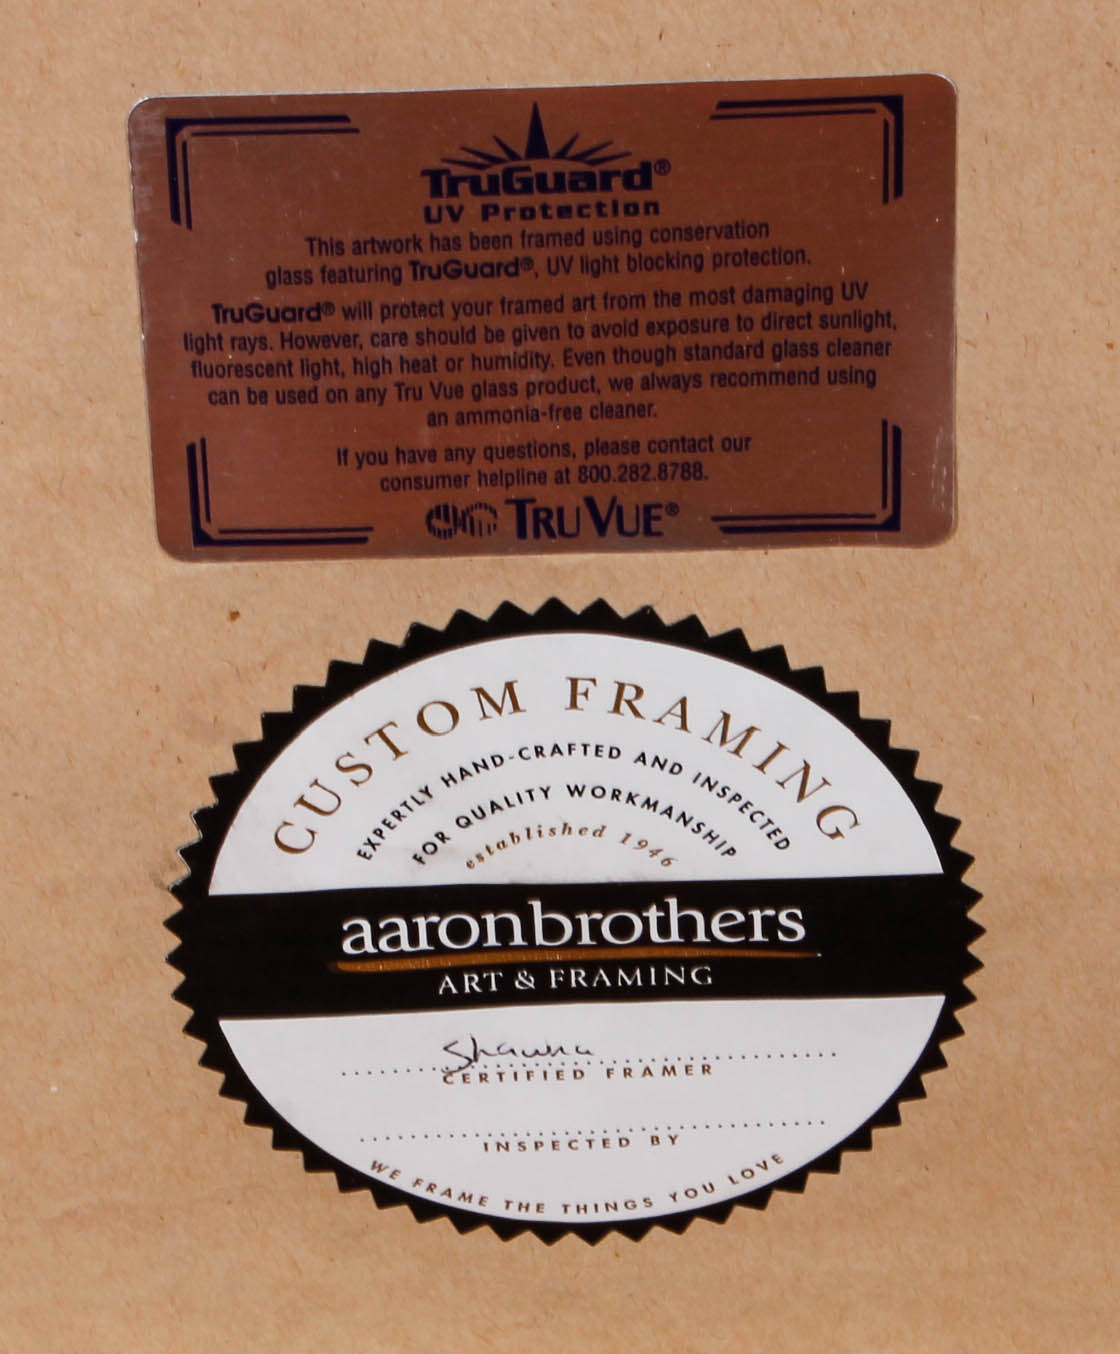 TruGuard®
UV Protection
This artwork has been framed using conservation
glass featuring TruGuard®, UV light blocking protection.
TruGuard® will protect your framed art from the most damaging UV
light rays. However, care should be given to avoid exposure to direct sunlight,
fluorescent light, high heat or humidity. Even though standard glass cleaner
can be used on any Tru Vue glass product, we always recommend using
an ammonia-free cleaner.
If you have any questions, please contact our
consumer helpline at 800.282.8788.
TRU VUE®
CUSTOM FRAMING
EXPERTLY HAND-CRAFTED AND INSPECTED
FOR QUALITY WORKMANSHIP
established 1946
aaronbrothers
ART & FRAMING
Shawna
CERTIFIED FRAMER
INSPECTED BY
WE FRAME THE THINGS YOU LOVE